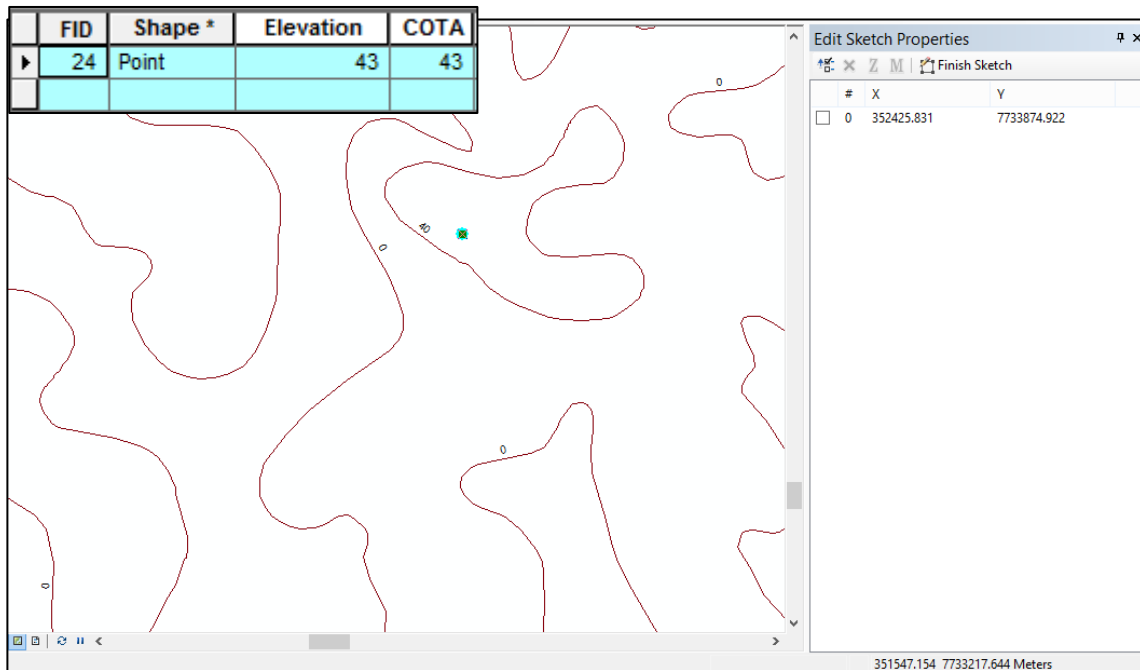 FID Shape * Elevation COTA
24 Point 43 43
Edit Sketch Properties
Z M Finish Sketch
# X Y
0 352425.831 7733874.922
0
40
0
0
0
351547.154 7733217.644 Meters